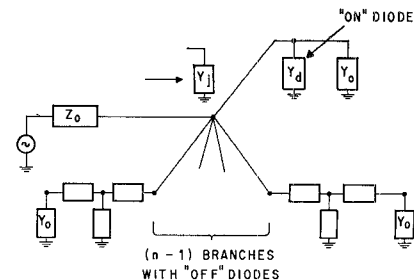 "ON" DIODE
Yj
Yd
Yo
Zo
Yo
Yo
(n - 1) BRANCHES
WITH "OFF" DIODES